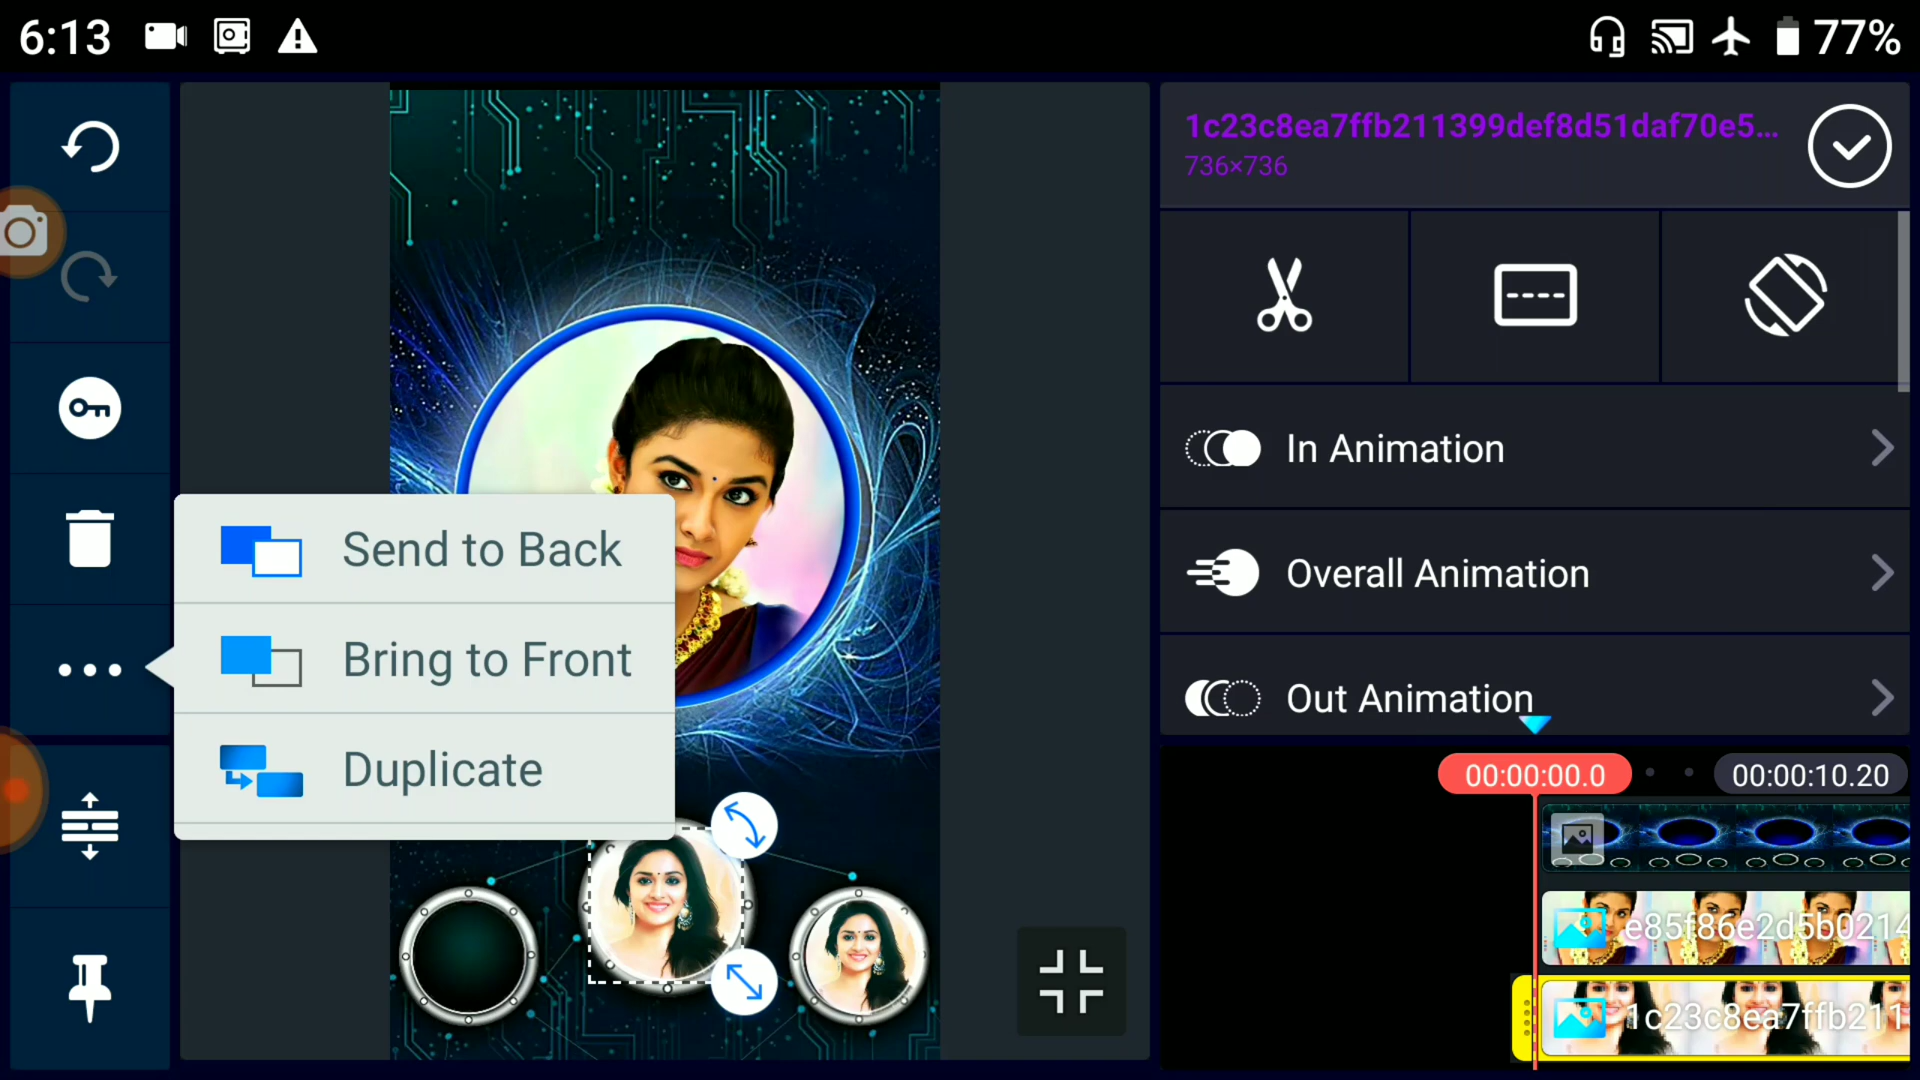 6:13
77%
1c23c8ea7ffb211399def8d51daf70e5...
736×736
In Animation
Overall Animation
Out Animation
Send to Back
Bring to Front
Duplicate
00:00:00.0
00:00:10.20
e85f86e2d5b0214
1c23c8ea7ffb211